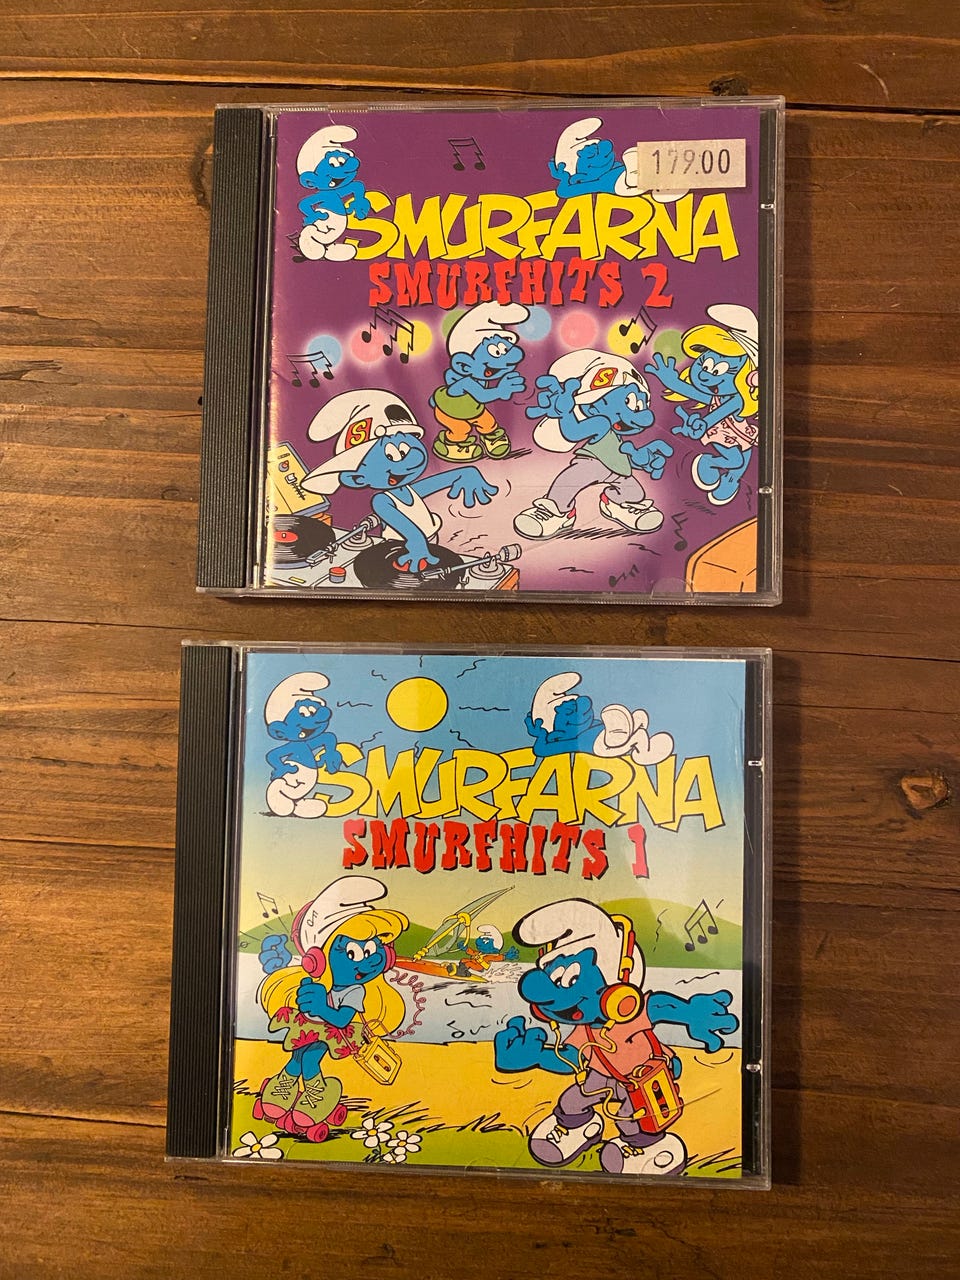 179.00
SMURFARNA
SMURFHITS 2
S
S
SMURFARNA
SMURFHITS 1